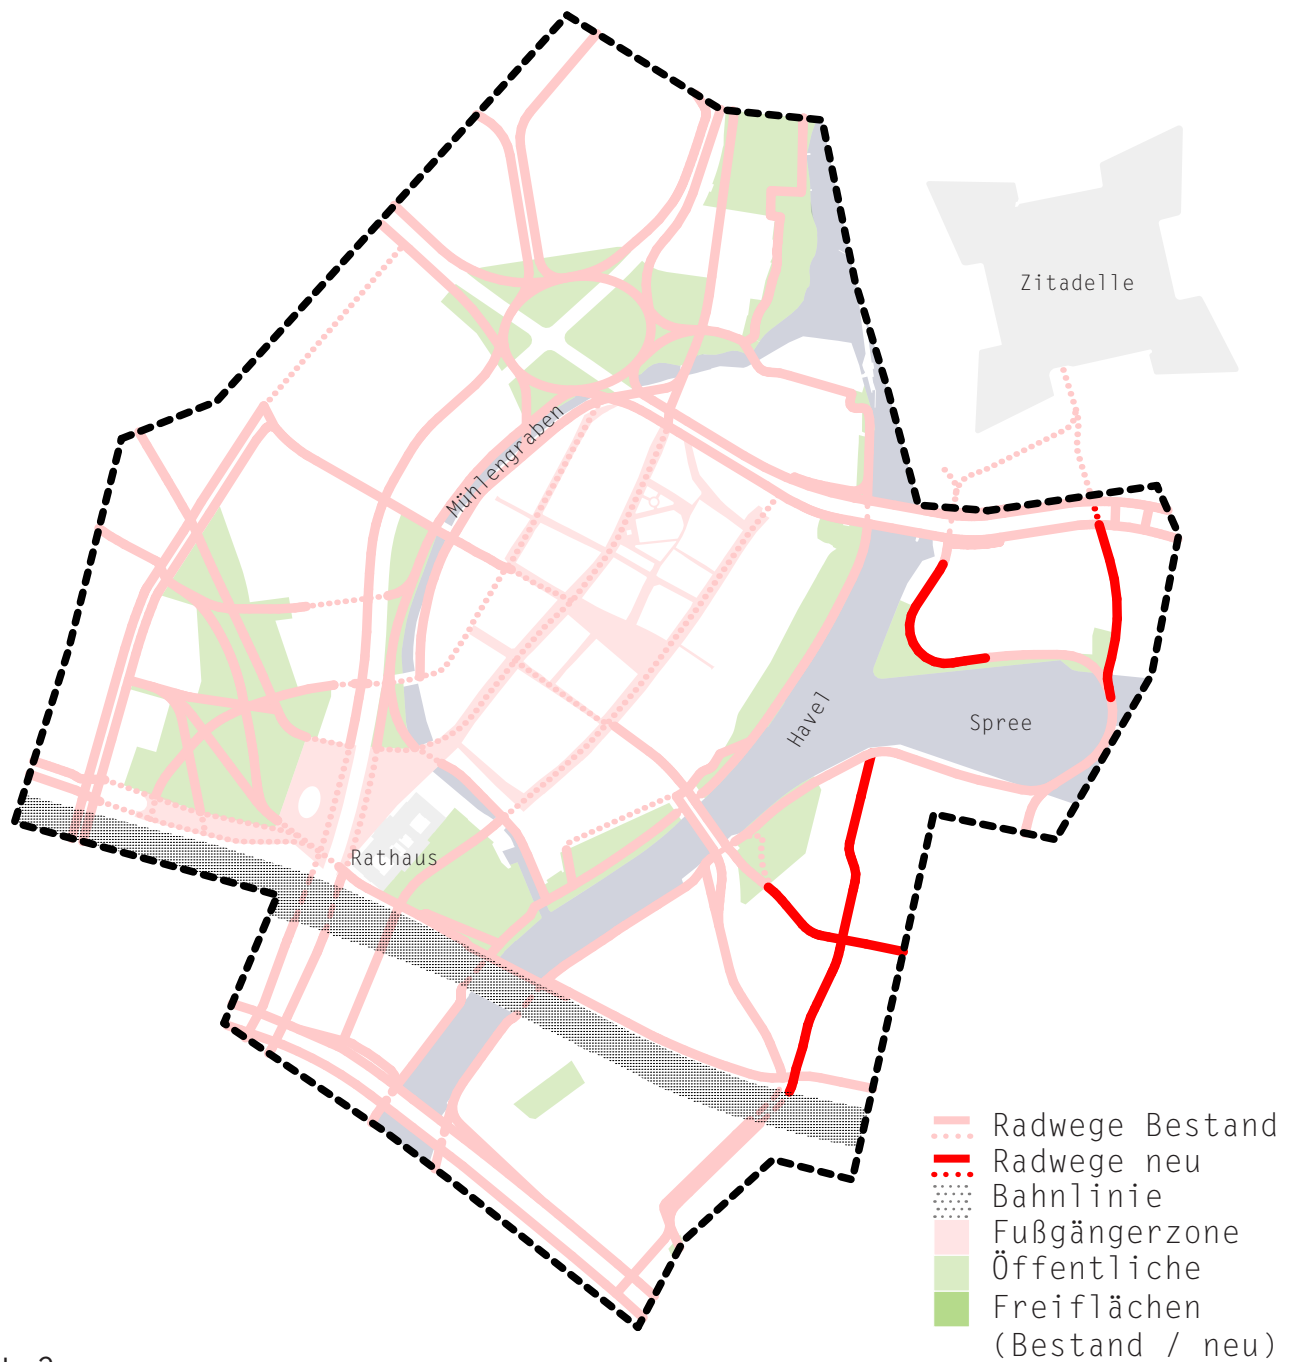 Zitadelle
Mühlengraben
Havel
Spree
Rathaus
Radwege Bestand
Radwege neu
Bahnlinie
Fußgängerzone
Öffentliche
Freiflächen
(Bestand / neu)